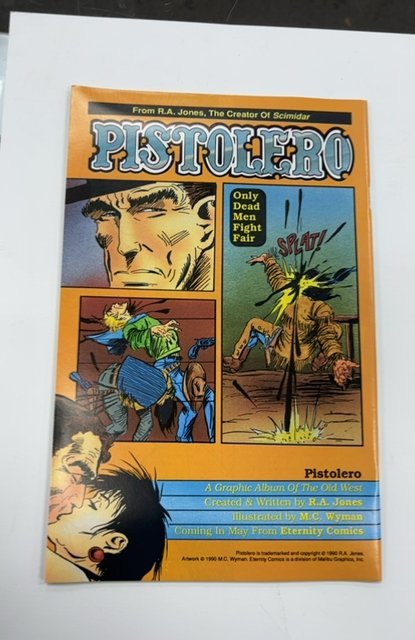 From R.A. Jones, The Creator Of Scimidar
PISTOLERO
Only
Dead
Men
Fight
Fair
SPLAT!
Pistolero
A Graphic Album Of The Old West
Created & Written by R.A. Jones
Illustrated by M.C. Wyman
Coming In May From Eternity Comics
Pistolero is trademarked and copyright © 1990 R.A. Jones.
Artwork © 1990 M.C. Wyman. Eternity Comics is a division of Malibu Graphics, Inc.